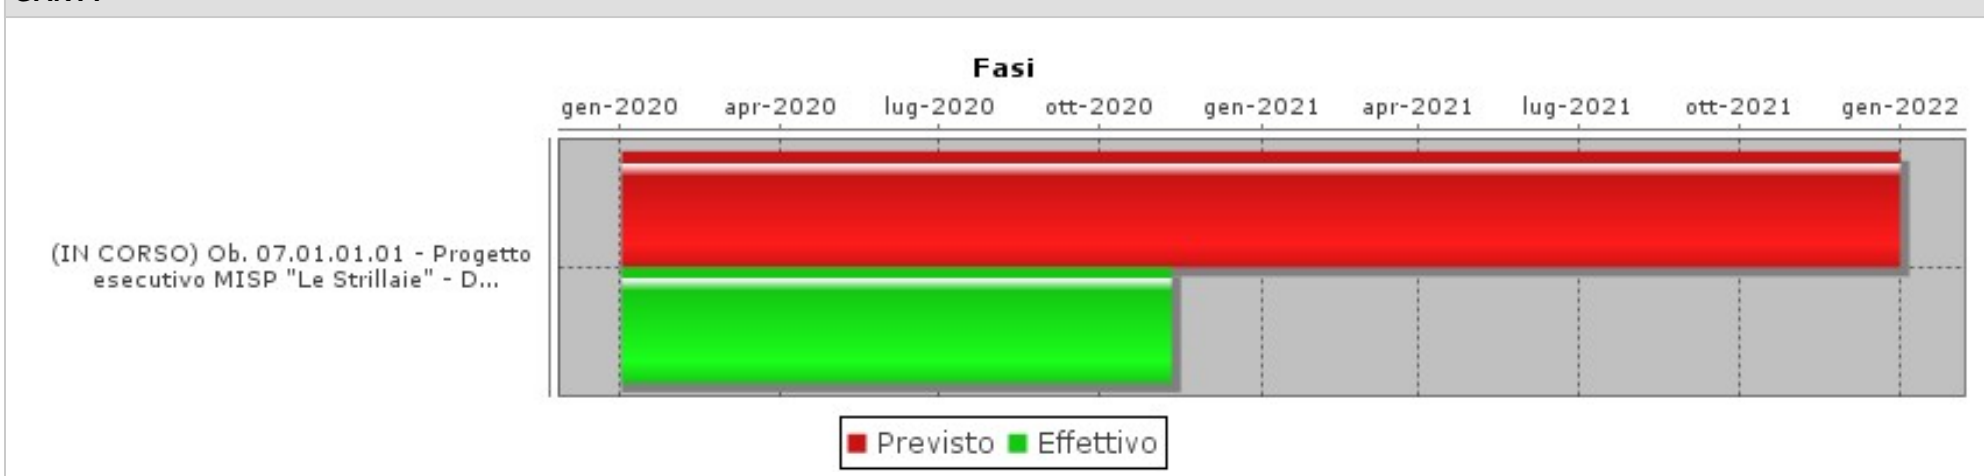 Fasi
gen-2020 apr-2020 lug-2020 ott-2020 gen-2021 apr-2021 lug-2021 ott-2021 gen-2022
(IN CORSO) Ob. 07.01.01.01 - Progetto
esecutivo MISP "Le Strillaie" - D...
Previsto Effettivo